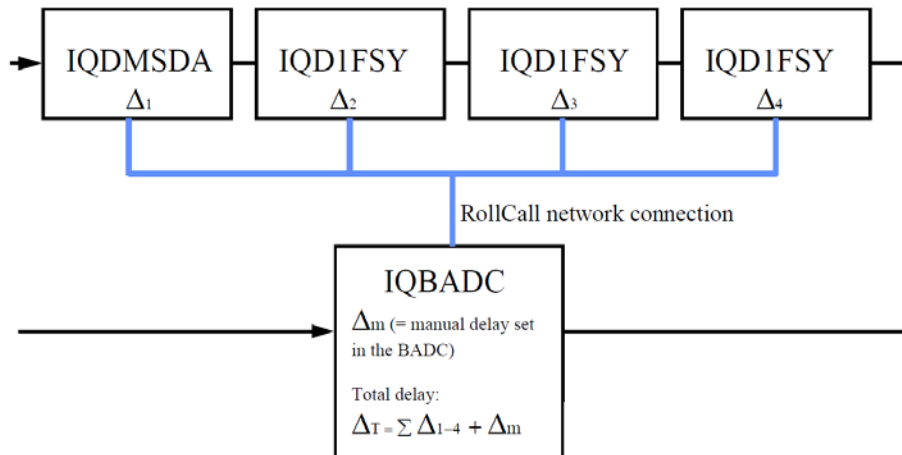 IQDMSDA
Δ1
IQD1FSY
Δ2
IQD1FSY
Δ3
IQD1FSY
Δ4
RollCall network connection
IQBADC
Δm (= manual delay set
in the BADC)
Total delay:
ΔT = ∑ Δ1–4 + Δm